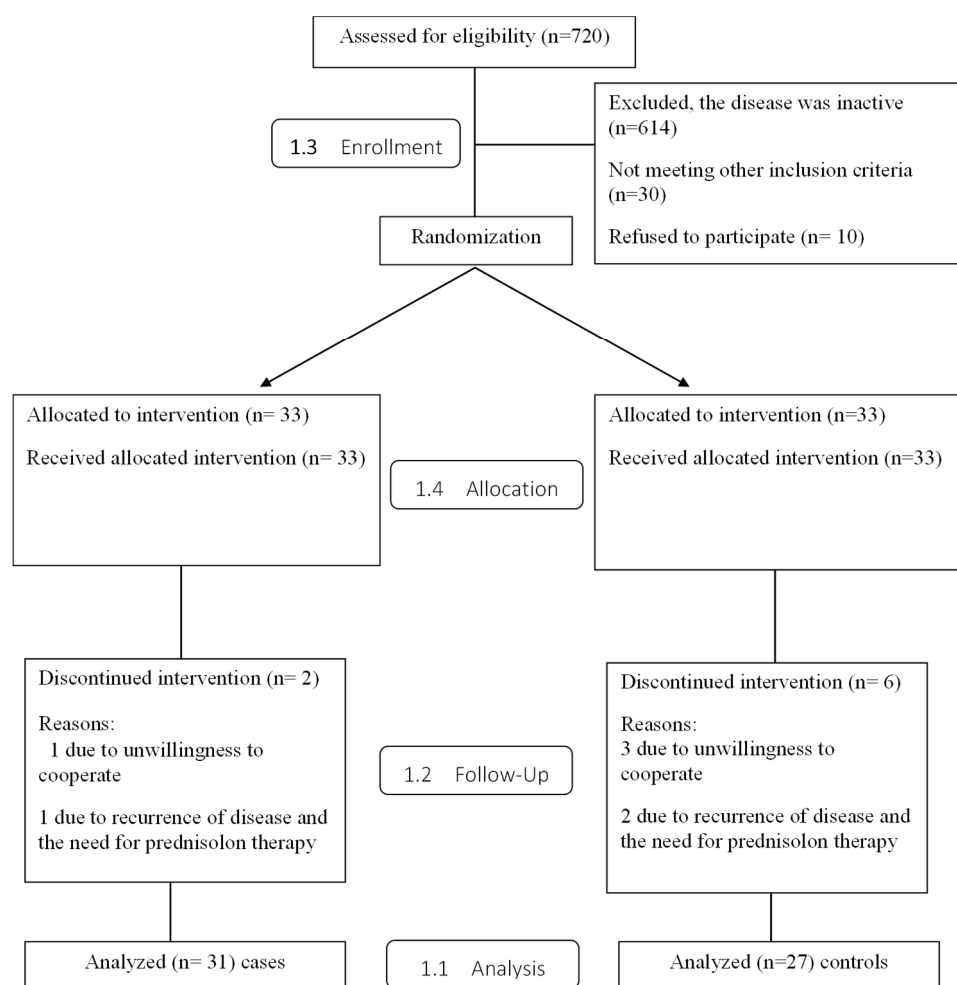 Assessed for eligibility (n=720)
Excluded, the disease was inactive
(n=614)
Not meeting other inclusion criteria
(n=30)
Refused to participate (n= 10)
1.3 Enrollment
Randomization
Allocated to intervention (n= 33)
Received allocated intervention (n= 33)
Allocated to intervention (n=33)
Received allocated intervention (n=33)
1.4 Allocation
Discontinued intervention (n= 2)
Reasons:
1 due to unwillingness to
cooperate
1 due to recurrence of disease and
the need for prednisolon therapy
Discontinued intervention (n= 6)
Reasons:
3 due to unwillingness to
cooperate
2 due to recurrence of disease and
the need for prednisolon therapy
1.2 Follow-Up
Analyzed (n= 31) cases
1.1 Analysis
Analyzed (n=27) controls